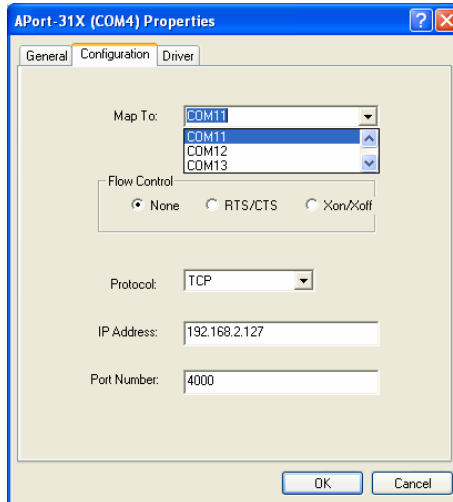 APort-31X (COM4) Properties
General Configuration Driver
Map To: COM11
COM11
COM12
COM13
Flow Control
None RTS/CTS Xon/Xoff
Protocol: TCP
IP Address: 192.168.2.127
Port Number: 4000
OK Cancel